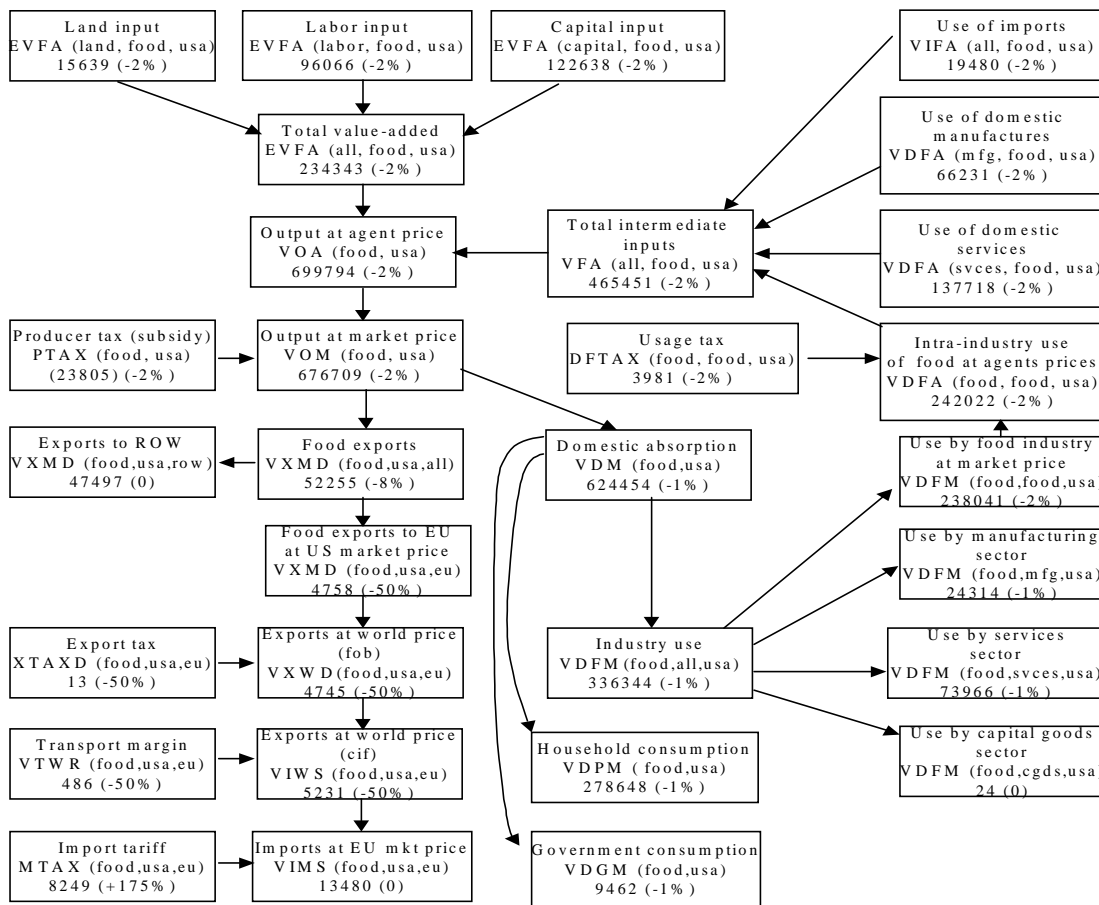 Land input
EVFA (land, food, usa)
15639 (-2%)
Labor input
EVFA (labor, food, usa)
96066 (-2%)
Capital input
EVFA (capital, food, usa)
122638 (-2%)
Use of imports
VIFA (all, food, usa)
19480 (-2%)
Total value-added
EVFA (all, food, usa)
234343 (-2%)
Use of domestic
manufactures
VDFA (mfg, food, usa)
66231 (-2%)
Output at agent price
VOA (food, usa)
699794 (-2%)
Total intermediate
inputs
VFA (all, food, usa)
465451 (-2%)
Use of domestic
services
VDFA (svces, food, usa)
137718 (-2%)
Producer tax (subsidy)
PTAX (food, usa)
(23805) (-2%)
Output at market price
VOM (food, usa)
676709 (-2%)
Usage tax
DFTAX (food, food, usa)
3981 (-2%)
Intra-industry use
of food at agents prices
VDFA (food, food, usa)
242022 (-2%)
Exports to ROW
VXMD (food,usa,row)
47497 (0)
Food exports
VXMD (food,usa,all)
52255 (-8%)
Domestic absorption
VDM (food,usa)
624454 (-1%)
Use by food industry
at market price
VDFM (food,food,usa)
238041 (-2%)
Food exports to EU
at US market price
VXMD (food,usa,eu)
4758 (-50%)
Use by manufacturing
sector
VDFM (food,mfg,usa)
24314 (-1%)
Export tax
XTAXD (food,usa,eu)
13 (-50%)
Exports at world price
(fob)
VXWD(food,usa,eu)
4745 (-50%)
Industry use
VDFM(food,all,usa)
336344 (-1%)
Use by services
sector
VDFM (food,svces,usa)
73966 (-1%)
Transport margin
VTWR (food,usa,eu)
486 (-50%)
Exports at world price
(cif)
VIWS (food,usa,eu)
5231 (-50%)
Household consumption
VDPM ( food,usa)
278648 (-1%)
Use by capital goods
sector
VDFM (food,cgds,usa)
24 (0)
Import tariff
MTAX (food,usa,eu)
8249 (+175%)
Imports at EU mkt price
VIMS (food,usa,eu)
13480 (0)
Government consumption
VDGM (food,usa)
9462 (-1%)